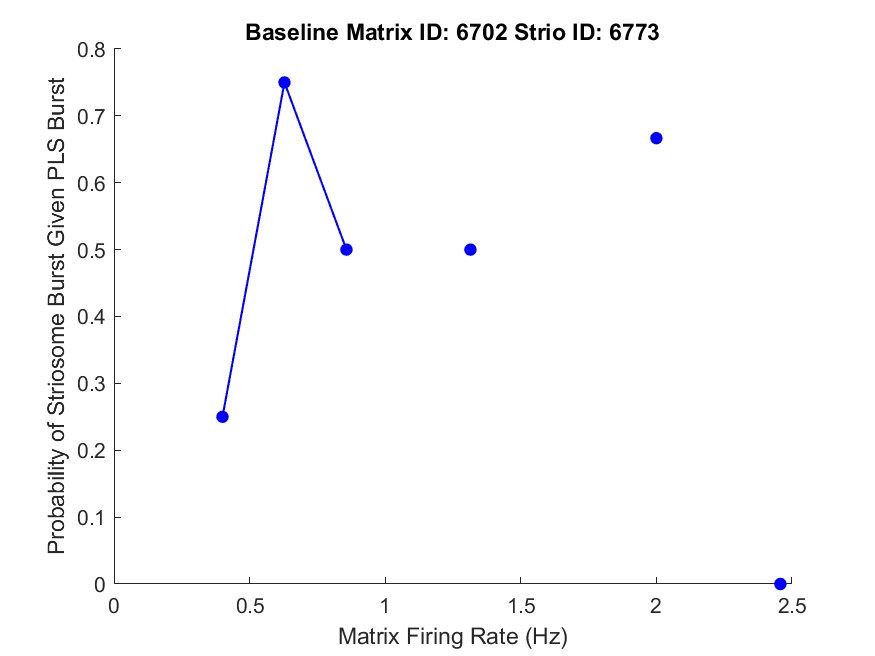 Baseline Matrix ID: 6702 Strio ID: 6773
Probability of Striosome Burst Given PLS Burst
0.8
0.7
0.6
0.5
0.4
0.3
0.2
0.1
0
0 0.5 1 1.5 2 2.5
Matrix Firing Rate (Hz)